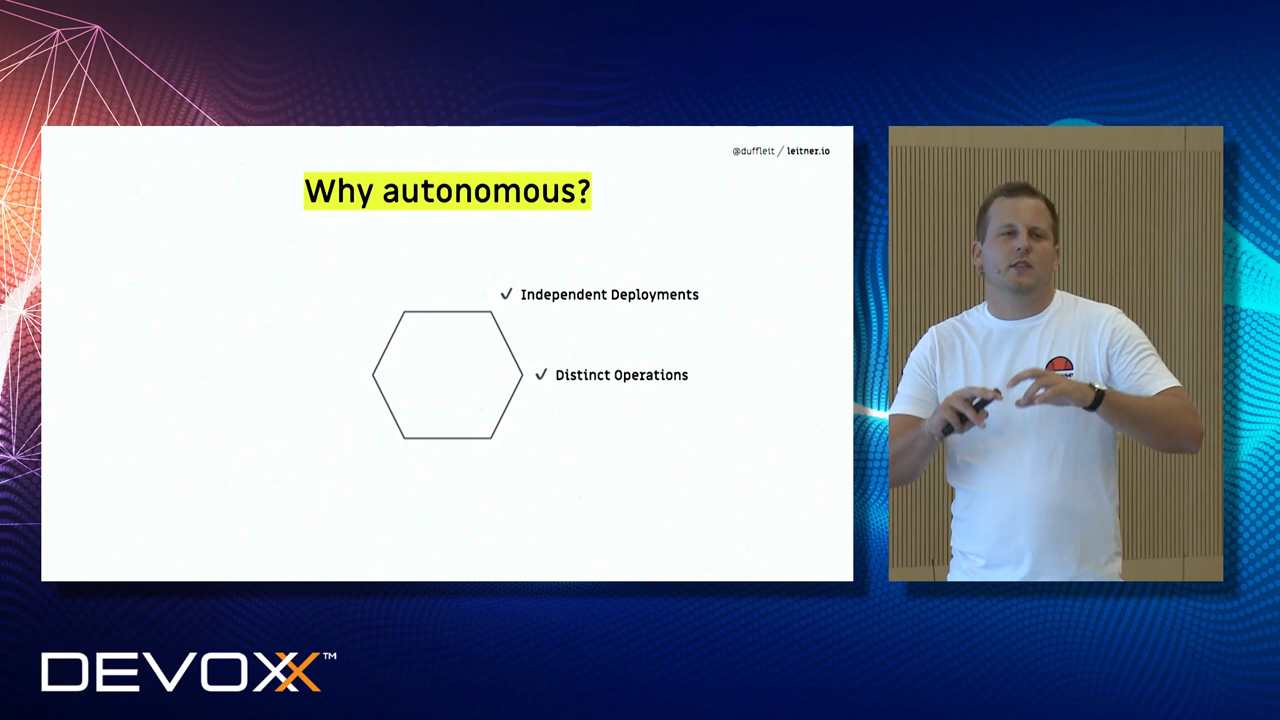 @duffleit / leitner.io
Why autonomous?
✓ Independent Deployments
✓ Distinct Operations
DEVOXX™